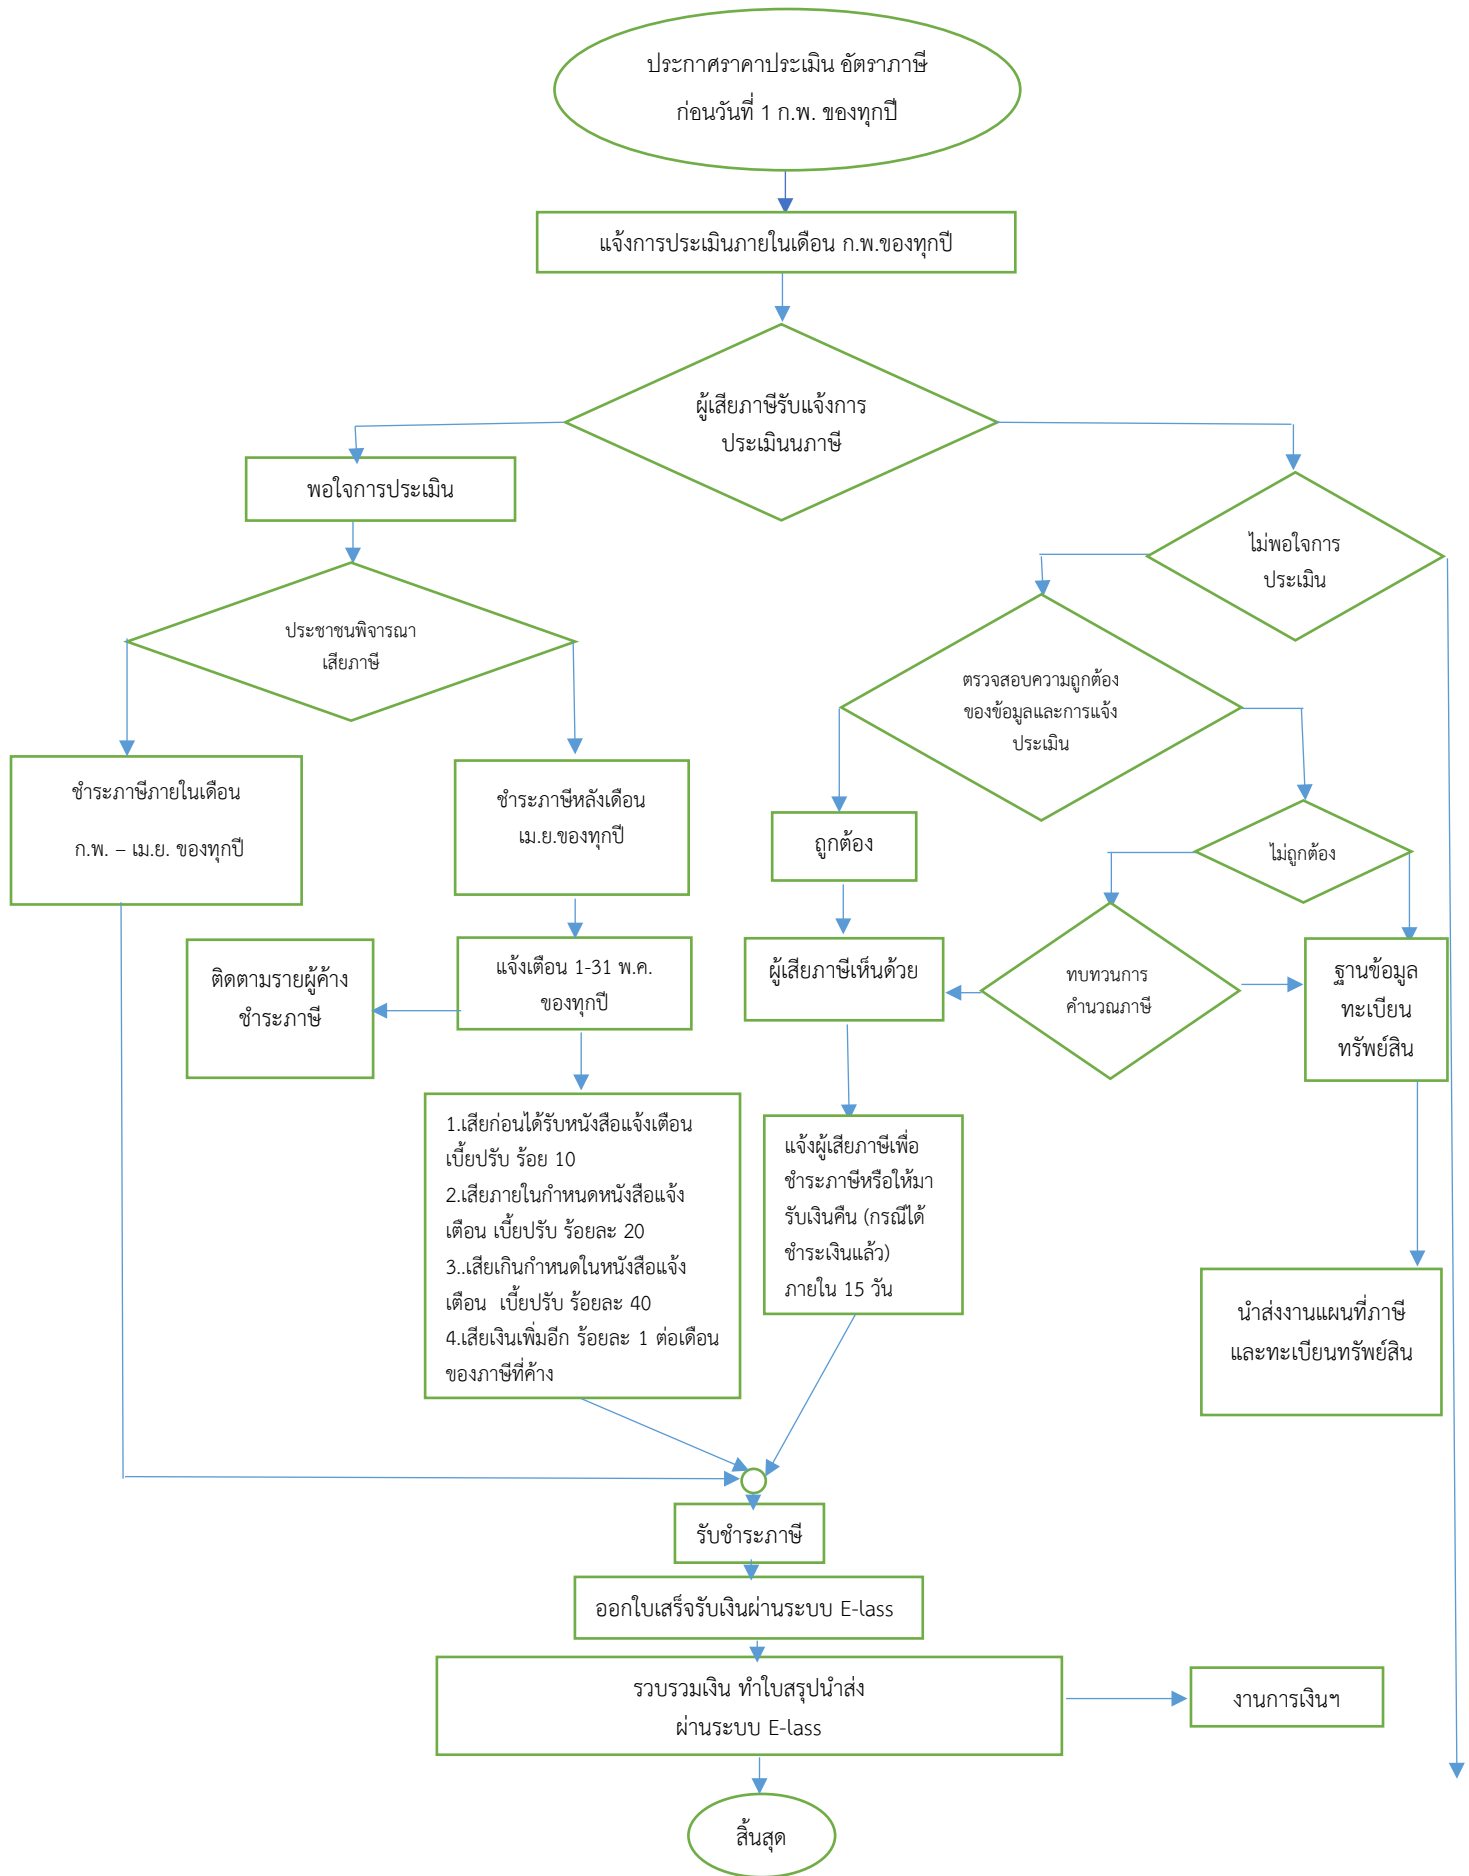 ประกาศราคาประเมิน อัตราภาษี
ก่อนวันที่ 1 ก.พ. ของทุกปี
แจ้งการประเมินภายในเดือน ก.พ.ของทุกปี
ผู้เสียภาษีรับแจ้งการ
ประเมินนภาษี
พอใจการประเมิน
ไม่พอใจการ
ประเมิน
ประชาชนพิจารณา
เสียภาษี
ตรวจสอบความถูกต้อง
ของข้อมูลและการแจ้ง
ประเมิน
ชำระภาษีภายในเดือน
ก.พ. – เม.ย. ของทุกปี
ชำระภาษีหลังเดือน
เม.ย.ของทุกปี
ถูกต้อง
ไม่ถูกต้อง
ติดตามรายผู้ค้าง
ชำระภาษี
แจ้งเตือน 1-31 พ.ค.
ของทุกปี
ผู้เสียภาษีเห็นด้วย
ทบทวนการ
คำนวณภาษี
ฐานข้อมูล
ทะเบียน
ทรัพย์สิน
1.เสียก่อนได้รับหนังสือแจ้งเตือน
เบี้ยปรับ ร้อย 10
2.เสียภายในกำหนดหนังสือแจ้ง
เตือน เบี้ยปรับ ร้อยละ 20
3..เสียเกินกำหนดในหนังสือแจ้ง
เตือน  เบี้ยปรับ ร้อยละ 40
4.เสียเงินเพิ่มอีก ร้อยละ 1 ต่อเดือน
ของภาษีที่ค้าง
แจ้งผู้เสียภาษีเพื่อ
ชำระภาษีหรือให้มา
รับเงินคืน (กรณีได้
ชำระเงินแล้ว)
ภายใน 15 วัน
นำส่งงานแผนที่ภาษี
และทะเบียนทรัพย์สิน
รับชำระภาษี
ออกใบเสร็จรับเงินผ่านระบบ E-lass
รวบรวมเงิน ทำใบสรุปนำส่ง
ผ่านระบบ E-lass
งานการเงินฯ
สิ้นสุด